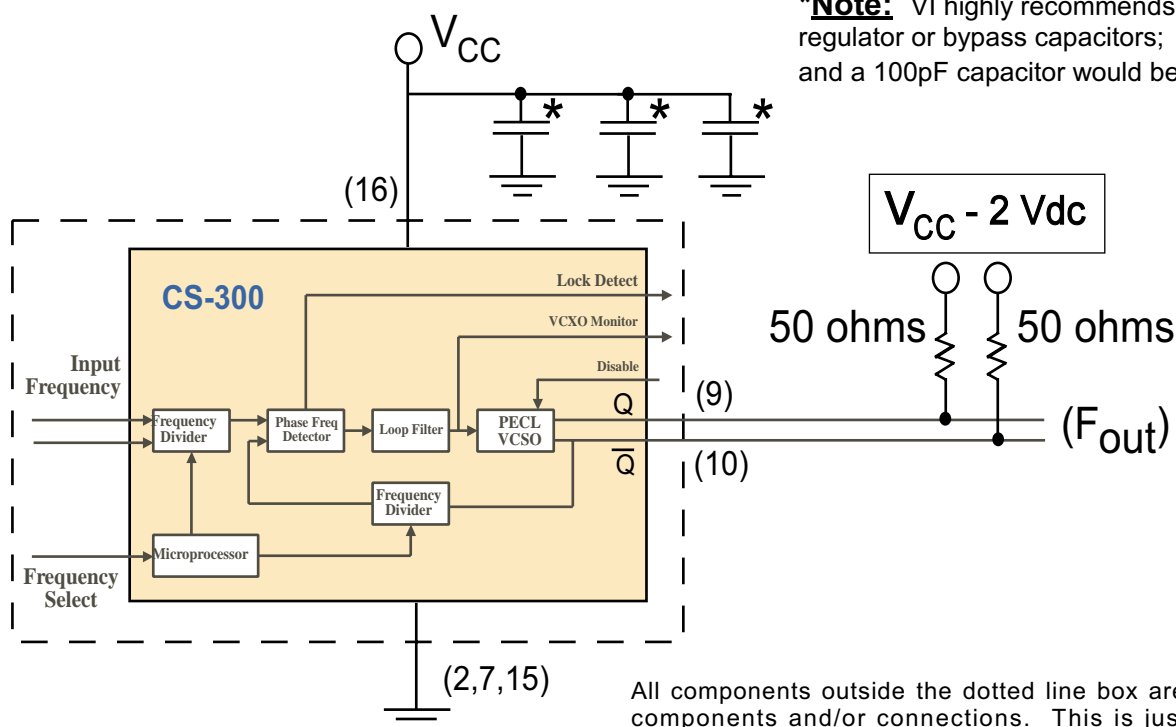 *Note: VI highly recommends
regulator or bypass capacitors;
and a 100pF capacitor would be
VCC
* * *
(16)
VCC - 2 Vdc
50 ohms
50 ohms
CS-300
Lock Detect
VCXO Monitor
Disable
Input
Frequency
Frequency
Divider
Phase Freq
Detector
Loop Filter
PECL
VCSO
Q
(9)
Q̅
(10)
(Fout)
Frequency
Divider
Microprocessor
Frequency
Select
(2,7,15)
All components outside the dotted line box are
components and/or connections. This is jus